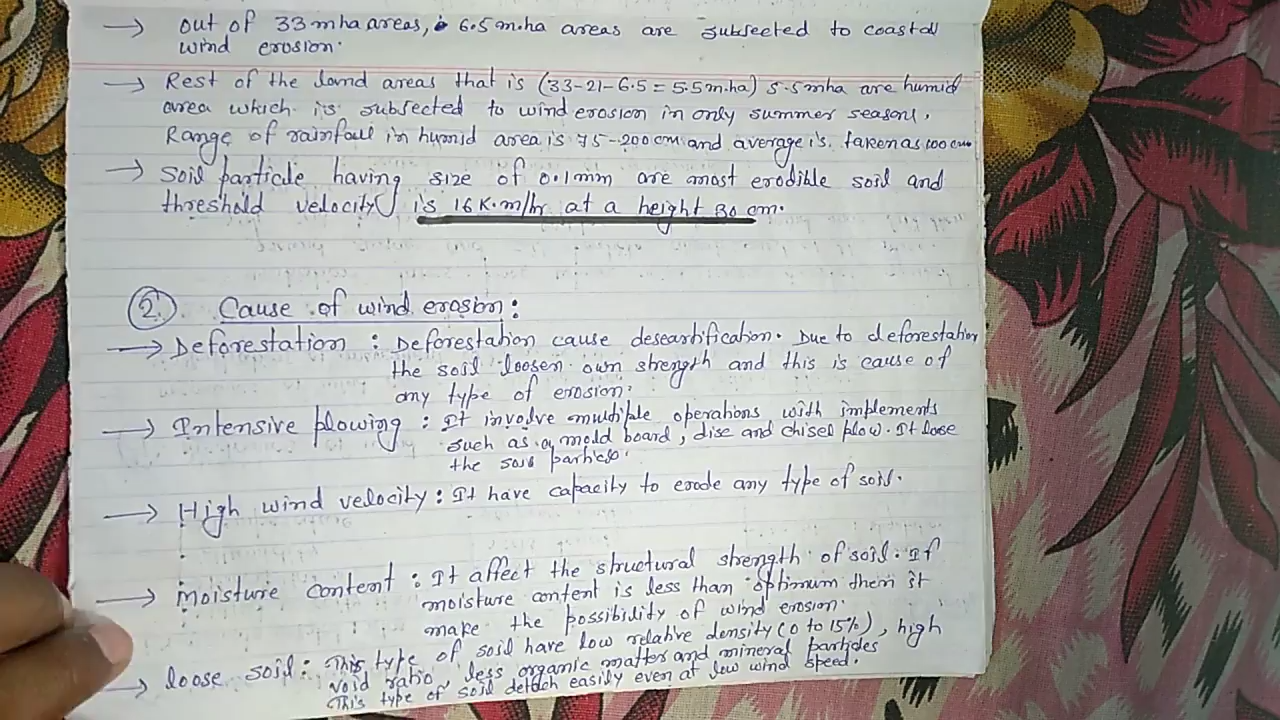 → out of 33 mha areas, 6.5 m.ha areas are subsected to coastal
wind erosion.
→ Rest of the land areas that is (33-21-6.5=5.5m.ha) 5.5mha are humid
area which is subsected to wind erosion in only summer season.
Range of rainfall in humid area is 75-200 cm and average is taken as 100 cm
→ Soil particle having size of 0.1mm are most erodible soil and
threshold velocity is 16 K.m/hr at a height 30 cm.
2. Cause of wind erosion:
→ Deforestation : Deforestation cause desertification. Due to deforestation
the soil loosen own strength and this is cause of
any type of erosion.
→ Intensive plowing : It involve multiple operations with implements
such as a mold board, disc and chisel plow. It lose
the soil particles.
→ High wind velocity : It have capacity to erode any type of soil.
→ Moisture content : It affect the structural strength of soil. If
moisture content is less than optimum them it
make the possibility of wind erosion.
→ loose soil : This type of soil have low relative density (0 to 15%), high
void ratio, less organic matter and mineral particles
This type of soil detach easily even at low wind speed.